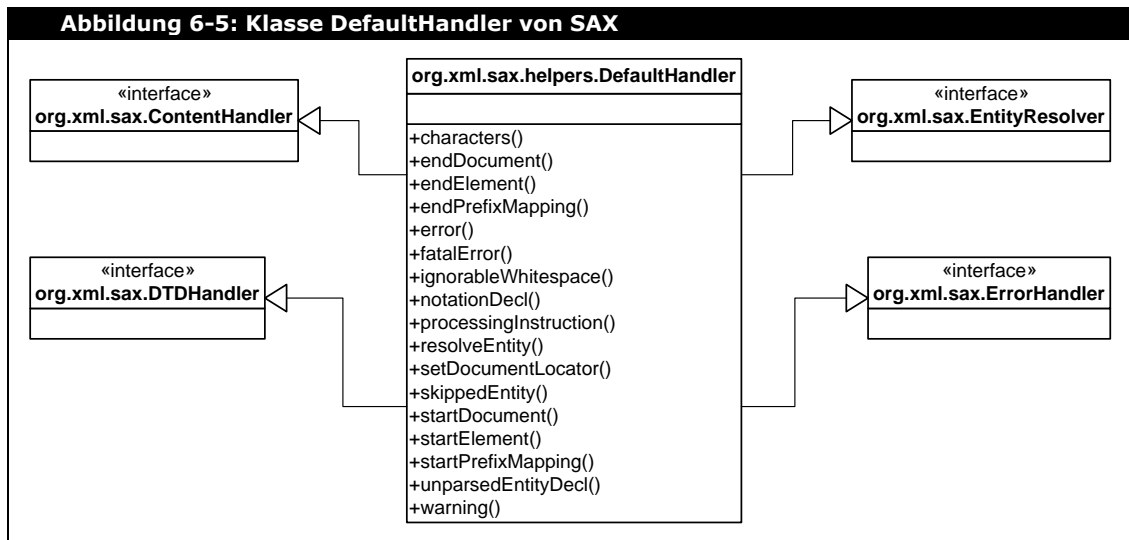 Abbildung 6-5: Klasse DefaultHandler von SAX
«interface»
org.xml.sax.ContentHandler
«interface»
org.xml.sax.DTDHandler
org.xml.sax.helpers.DefaultHandler
+characters()
+endDocument()
+endElement()
+endPrefixMapping()
+error()
+fatalError()
+ignorableWhitespace()
+notationDecl()
+processingInstruction()
+resolveEntity()
+setDocumentLocator()
+skippedEntity()
+startDocument()
+startElement()
+startPrefixMapping()
+unparsedEntityDecl()
+warning()
«interface»
org.xml.sax.EntityResolver
«interface»
org.xml.sax.ErrorHandler